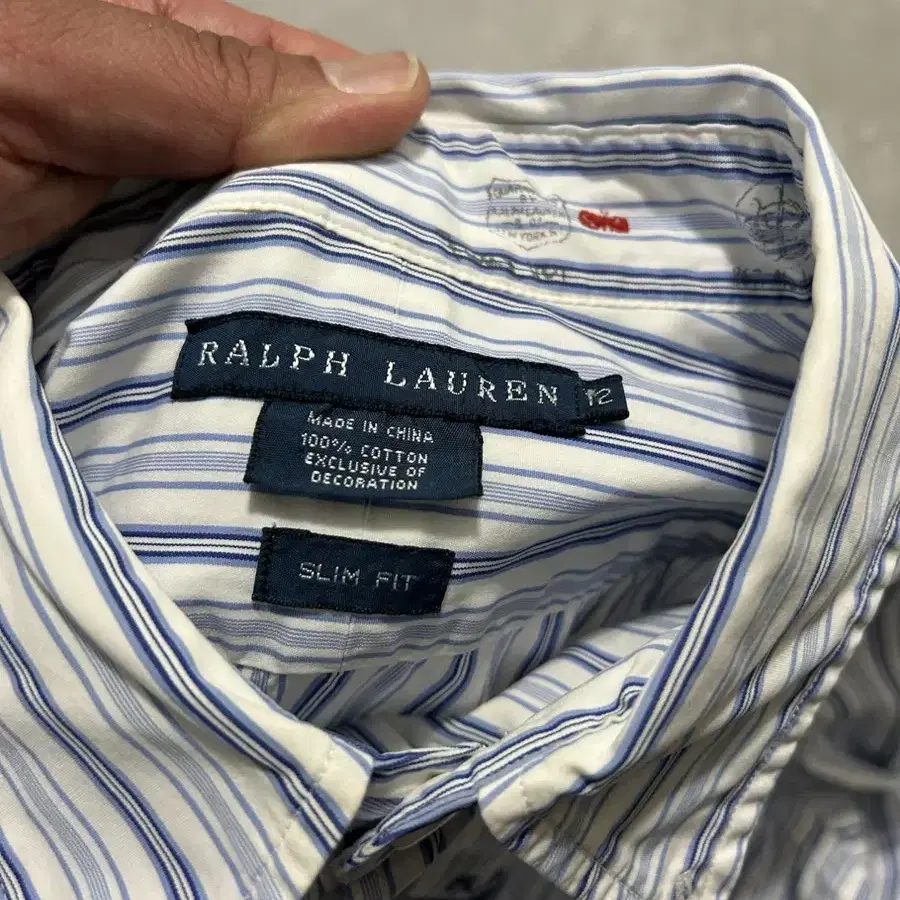 RALPH LAUREN
12
MADE IN CHINA
100% COTTON
EXCLUSIVE OF
DECORATION
SLIM FIT